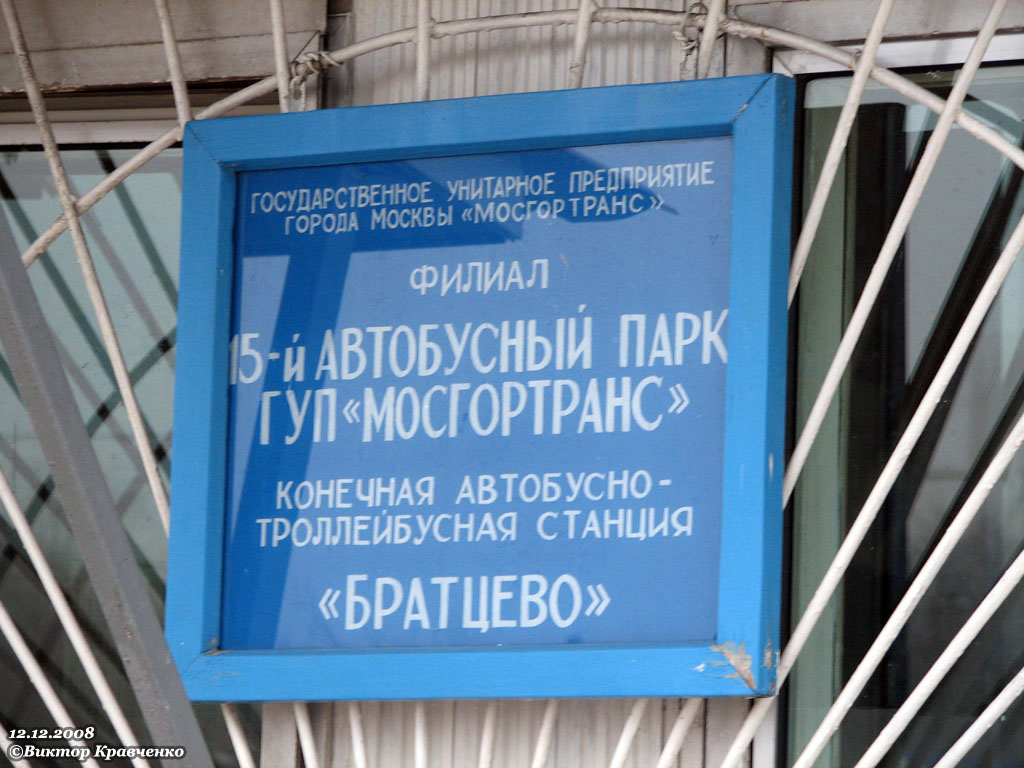 ГОСУДАРСТВЕННОЕ УНИТАРНОЕ ПРЕДПРИЯТИЕ
ГОРОДА МОСКВЫ «МОСГОРТРАНС»
ФИЛИАЛ
15-й АВТОБУСНЫЙ ПАРК
ГУП «МОСГОРТРАНС»
КОНЕЧНАЯ АВТОБУСНО-
ТРОЛЛЕЙБУСНАЯ СТАНЦИЯ
«БРАТЦЕВО»
12.12.2008
©Виктор Кравченко